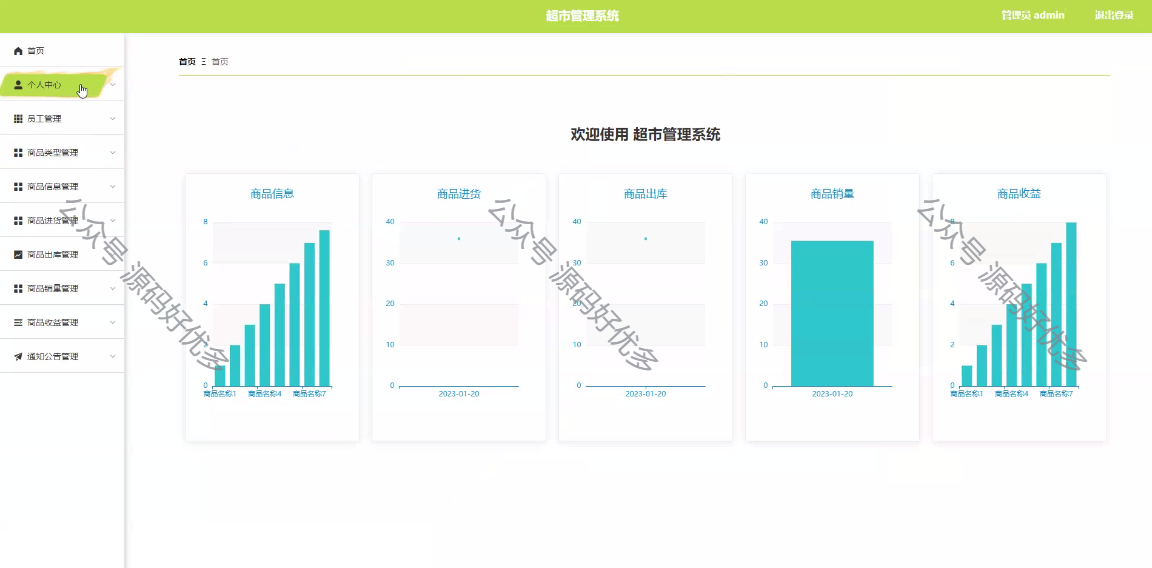 超市管理系统
管理员 admin
退出登录
首页
个人中心
员工管理
商品类型管理
商品信息管理
商品进货管理
商品出库管理
商品销量管理
商品收益管理
通知公告管理
首页 Ξ 首页
欢迎使用 超市管理系统
商品信息
8
6
4
2
0
商品名称1 商品名称4 商品名称7
商品进货
40
30
20
10
0
2023-01-20
商品出库
40
30
20
10
0
2023-01-20
商品销量
40
30
20
10
0
2023-01-20
商品收益
8
6
4
2
0
商品名称1 商品名称4 商品名称7
公众号 源码好优多
公众号 源码好优多
公众号 源码好优多